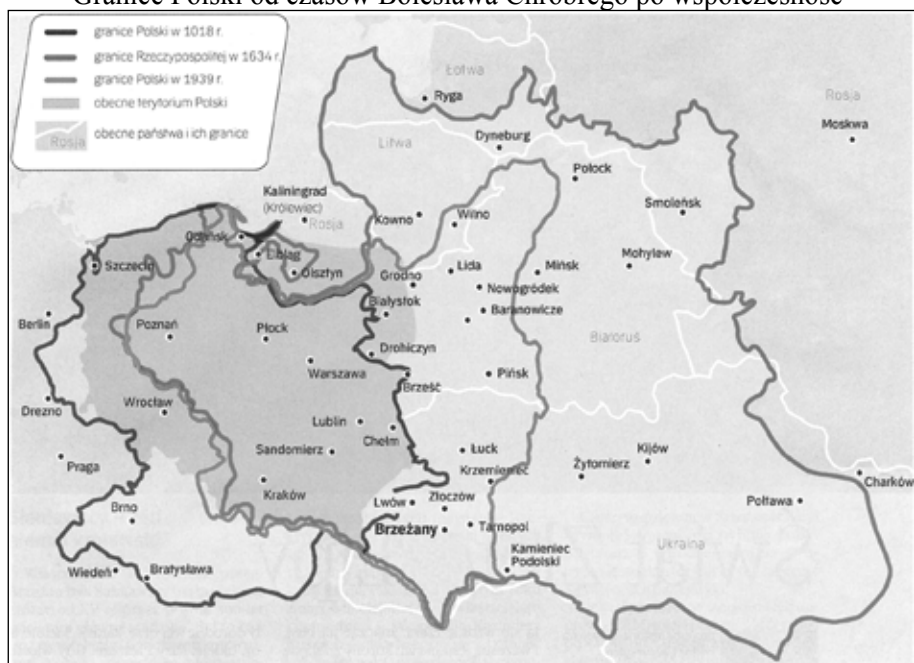 Granice Polski od czasów Bolesława Chrobrego po współczesność
granice Polski w 1018 r.
granice Rzeczypospolitej w 1634 r.
granice Polski w 1939 r.
obecne terytorium Polski
Rosja
obecne państwa i ich granice
Łotwa
Ryga
Rosja
Moskwa
Litwa
Dyneburg
Połock
Kaliningrad
(Królewiec)
Rosja
Kowno
Wilno
Smoleńsk
Gdańsk
Elbląg
Szczecin
Olsztyn
Grodno
Lida
Mińsk
Mohylew
Nowogródek
Białystok
Baranowicze
Berlin
Poznań
Płock
Białoruś
Drohiczyn
Warszawa
Brześć
Pińsk
Drezno
Wrocław
Lublin
Chełm
Sandomierz
Łuck
Kijów
Praga
Krzemieniec
Żytomierz
Charków
Kraków
Lwów
Złoczów
Połtawa
Brno
Brzeżany
Tarnopol
Ukraina
Wiedeń
Bratysława
Kamieniec
Podolski